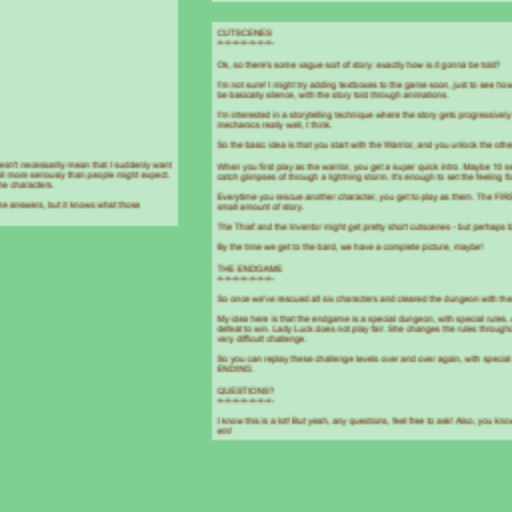 esn't necessarily mean that I suddenly want
more seriously than people might expect.
characters.
answers, but it knows what those
CUTSCENES
Ok, so there's some vague sort of story: exactly how is it gonna be told?
I'm not sure! I might try adding textboxes to the game soon, just to see how
be basically silence, with the story told through animations.
I'm interested in a storytelling technique where the story gets progressively
mechanics really well, I think.
So the basic idea is that you start with the Warrior, and you unlock the othe
When you first play as the warrior, you get a super quick intro. Maybe 10 se
catch glimpses of through a lightning storm. It's enough to set the feeling fo
Everytime you rescue another character, you get to play as them. The FIRS
small amount of story.
The Thief and the Inventor might get pretty short cutscenes - but perhaps b
By the time we get to the bard, we have a complete picture, maybe!
THE ENDGAME
So once we've rescued all six characters and cleared the dungeon with the
My idea here is that the endgame is a special dungeon, with special rules.
defeat to win. Lady Luck does not play fair. She changes the rules through
very difficult challenge.
So you can replay these challenge levels over and over again, with special
ENDING.
QUESTIONS?
I know this is a lot! But yeah, any questions, feel free to ask! Also, you know